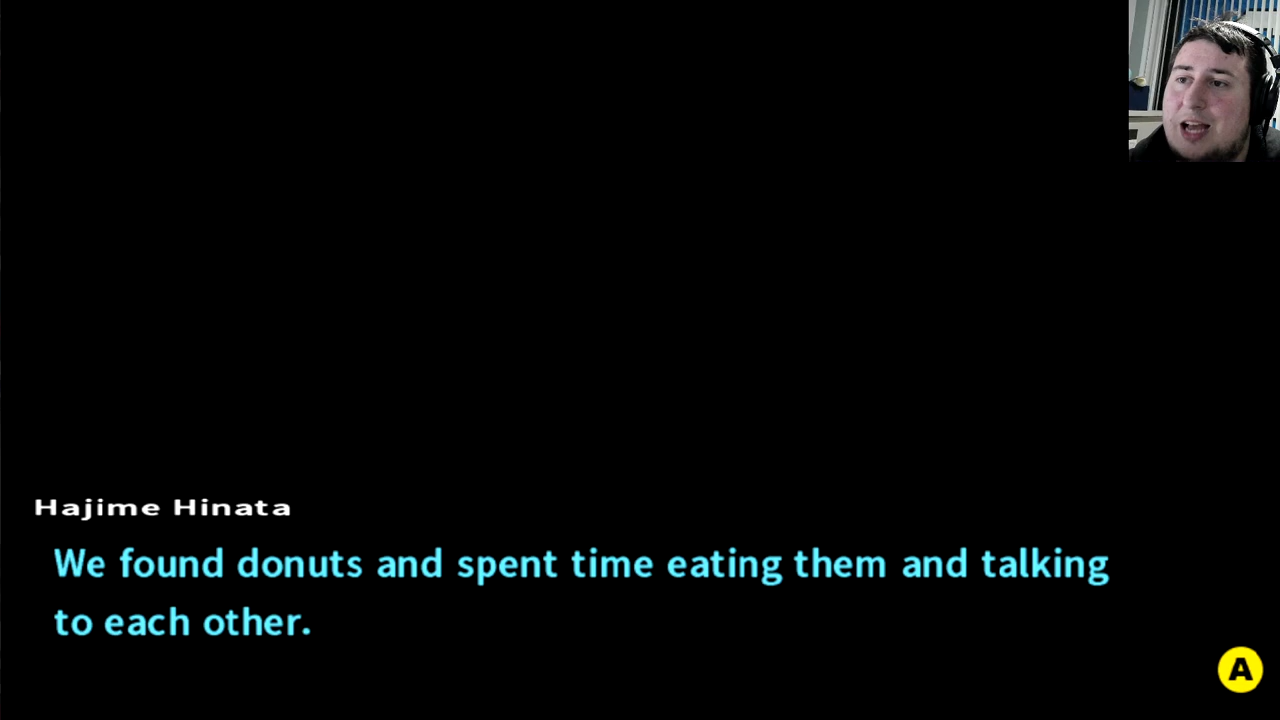 Hajime Hinata
We found donuts and spent time eating them and talking
to each other.
A